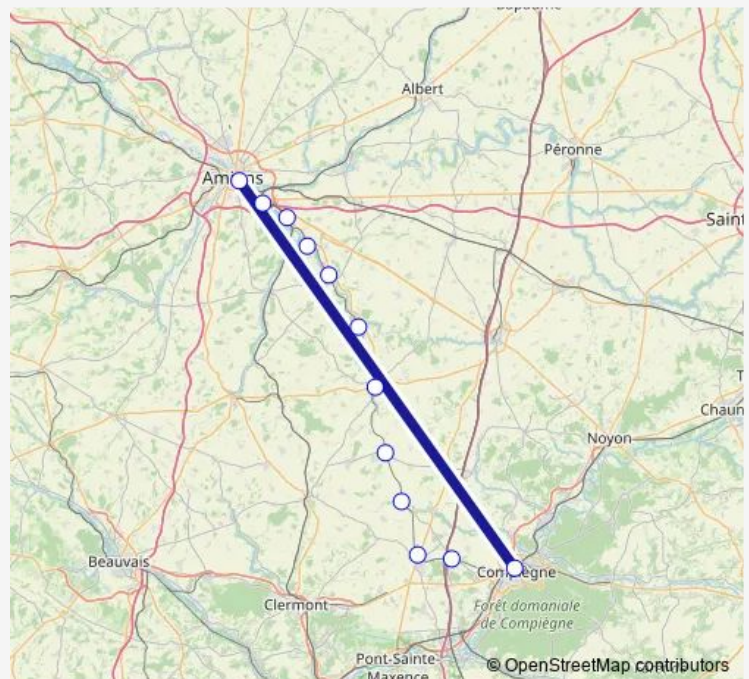 Albert
Péronne
Amiens
Saint
Noyon
Chaun
Beauvais
Compiègne
Clermont
Forêt domaniale
de Compiègne
Pont-Sainte-
Maxence
© OpenStreetMap contributors